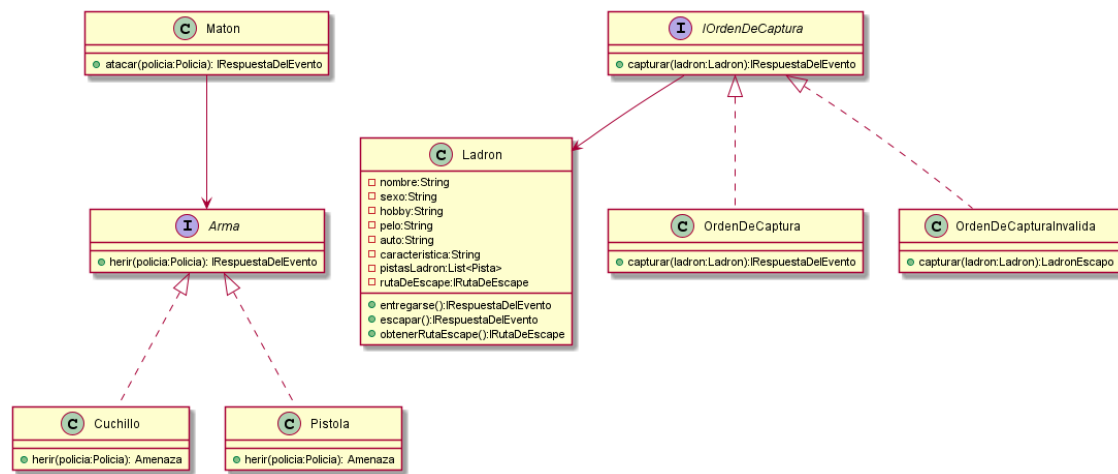 C Maton
atacar(policia:Policia): IRespuestaDelEvento
I IOrdenDeCaptura
capturar(ladron:Ladron):IRespuestaDelEvento
C Ladron
nombre:String
sexo:String
hobby:String
pelo:String
auto:String
caracteristica:String
pistasLadron:List<Pista>
rutaDeEscape:IRutaDeEscape
entregarse():IRespuestaDelEvento
escapar():IRespuestaDelEvento
obtenerRutaEscape():IRutaDeEscape
I Arma
herir(policia:Policia): IRespuestaDelEvento
C OrdenDeCaptura
capturar(ladron:Ladron):IRespuestaDelEvento
C OrdenDeCapturaInvalida
capturar(ladron:Ladron):LadronEscapo
C Cuchillo
herir(policia:Policia): Amenaza
C Pistola
herir(policia:Policia): Amenaza